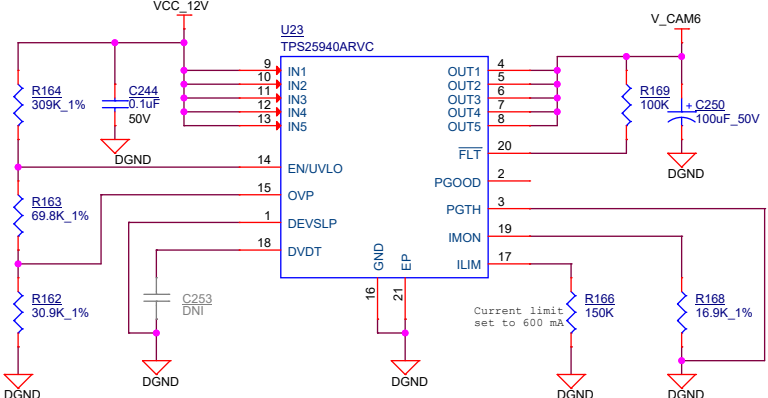 VCC_12V
V_CAM6
U23
TPS25940ARVC
R164
309K_1%
C244
0.1uF
50V
DGND
9 IN1
10 IN2
11 IN3
12 IN4
13 IN5
OUT1 4
OUT2 5
OUT3 6
OUT4 7
OUT5 8
R169
100K
+ C250
100uF_50V
DGND
14 EN/UVLO
FLT 20
PGOOD 2
15 OVP
R163
69.8K_1%
1 DEVSLP
PGTH 3
18 DVDT
IMON 19
ILIM 17
GND
EP
16
21
C253
DNI
R162
30.9K_1%
Current limit
set to 600 mA
R166
150K
R168
16.9K_1%
DGND
DGND
DGND
DGND
DGND